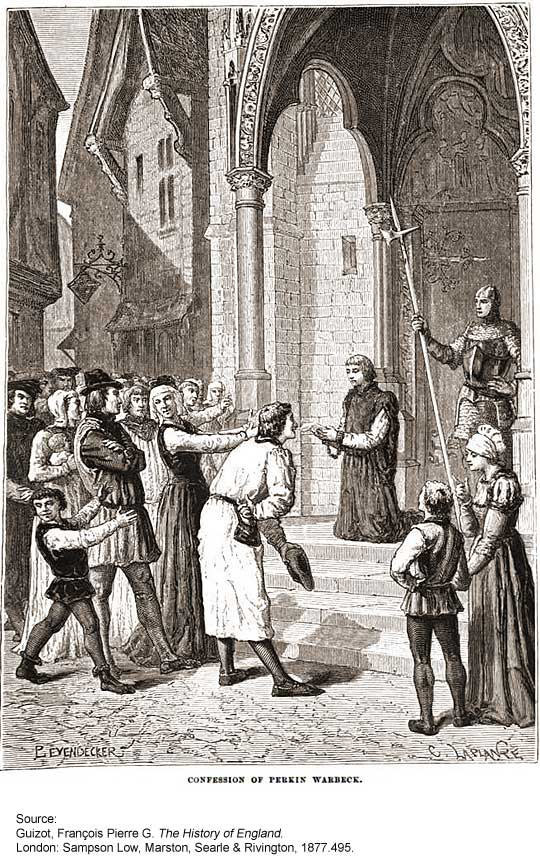 P. EVENDECKER
C. LAPLANTE
CONFESSION OF PERKIN WARBECK.
Source:
Guizot, François Pierre G. The History of England.
London: Sampson Low, Marston, Searle & Rivington, 1877.495.